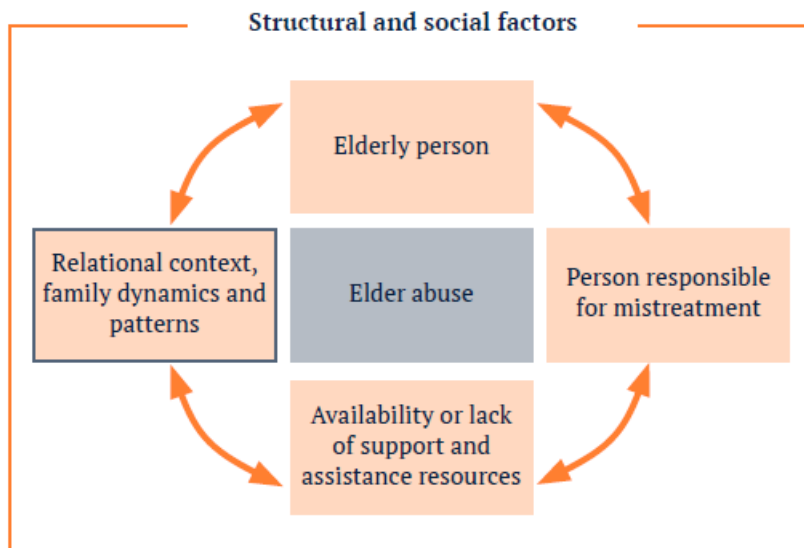 Structural and social factors
Elderly person
Relational context,
family dynamics and
patterns
Elder abuse
Person responsible
for mistreatment
Availability or lack
of support and
assistance resources